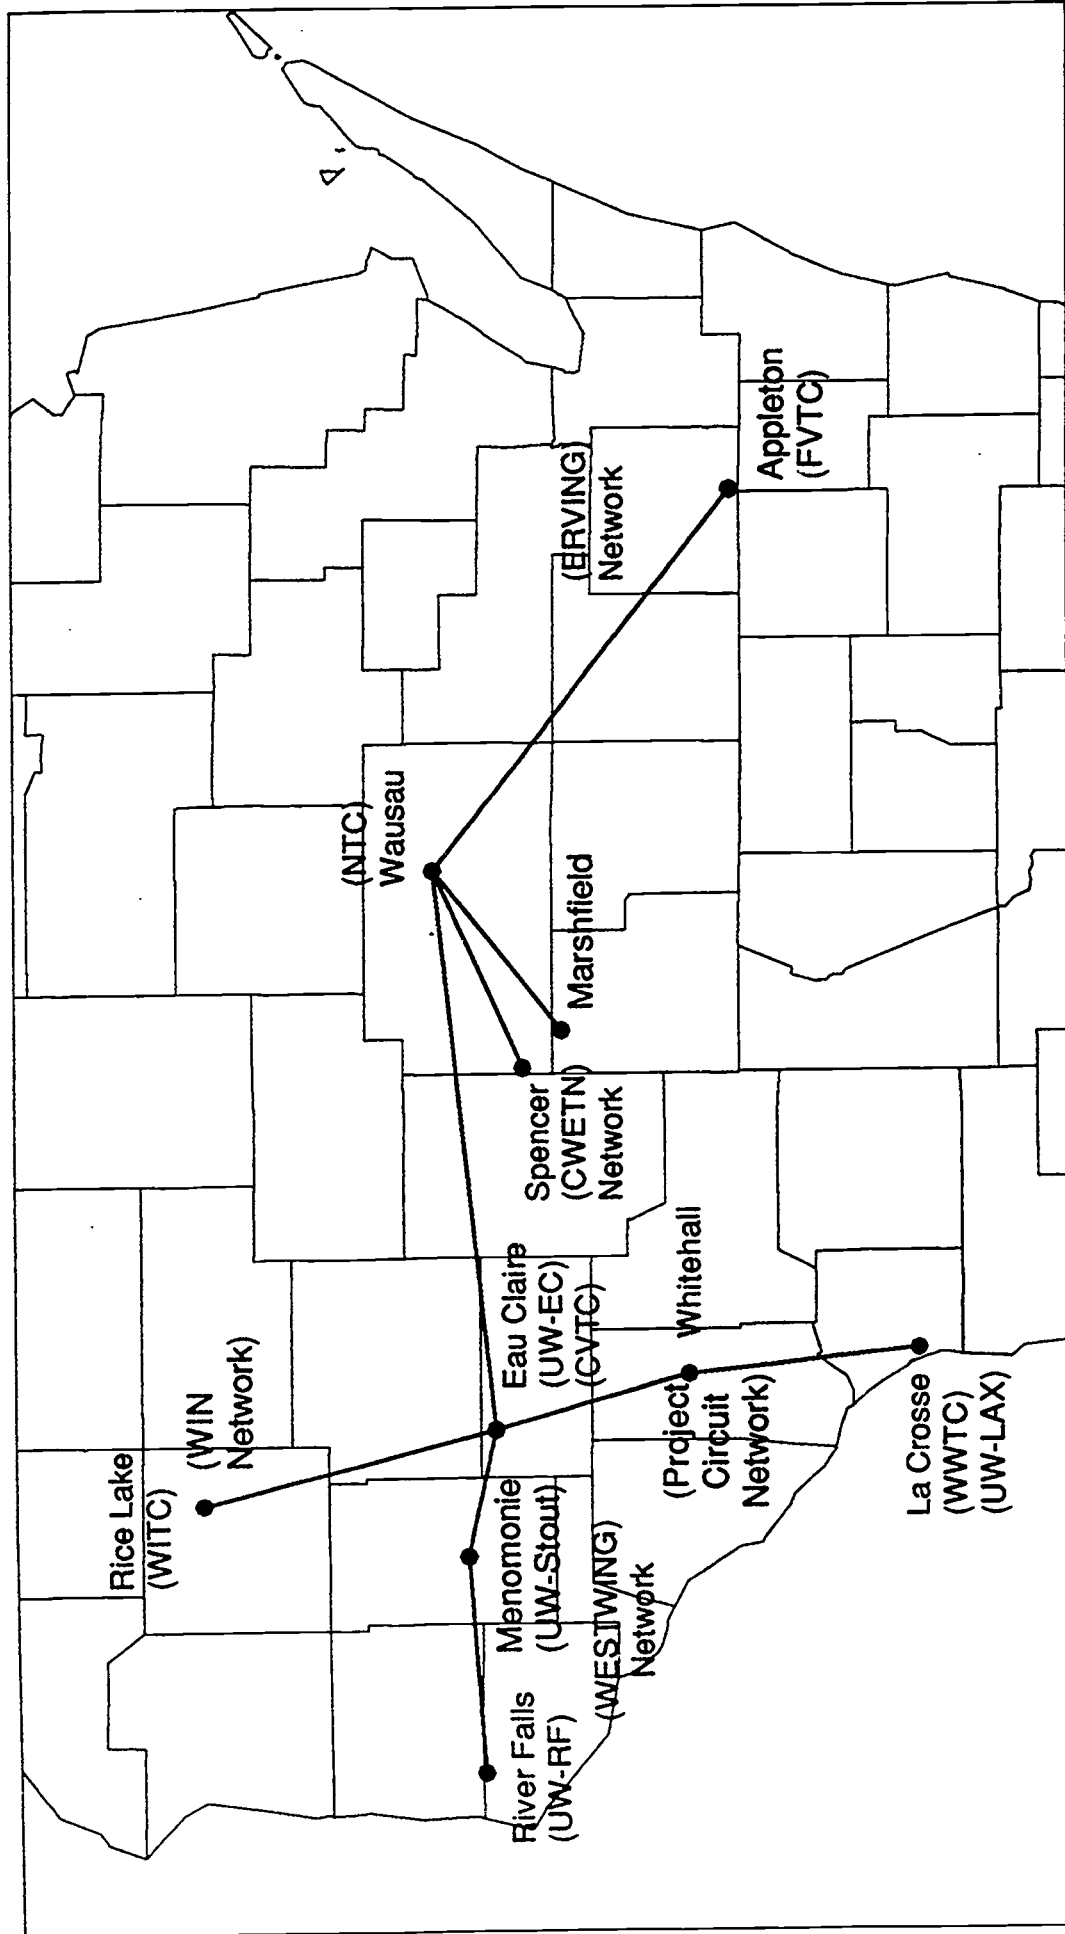 Rice Lake
(WITC)
(WIN
Network)
(NTC)
Wausau
River Falls
(UW-RF)
Menomonie
(UW-Stout)
(WESTWING)
Network
Eau Claire
(UW-EC)
(CVTC)
Spencer
(CWETN)
Network
Marshfield
(ERVING)
Network
Appleton
(FVTC)
Whitehall
(Project
Circuit
Network)
La Crosse
(WWTC)
(UW-LAX)